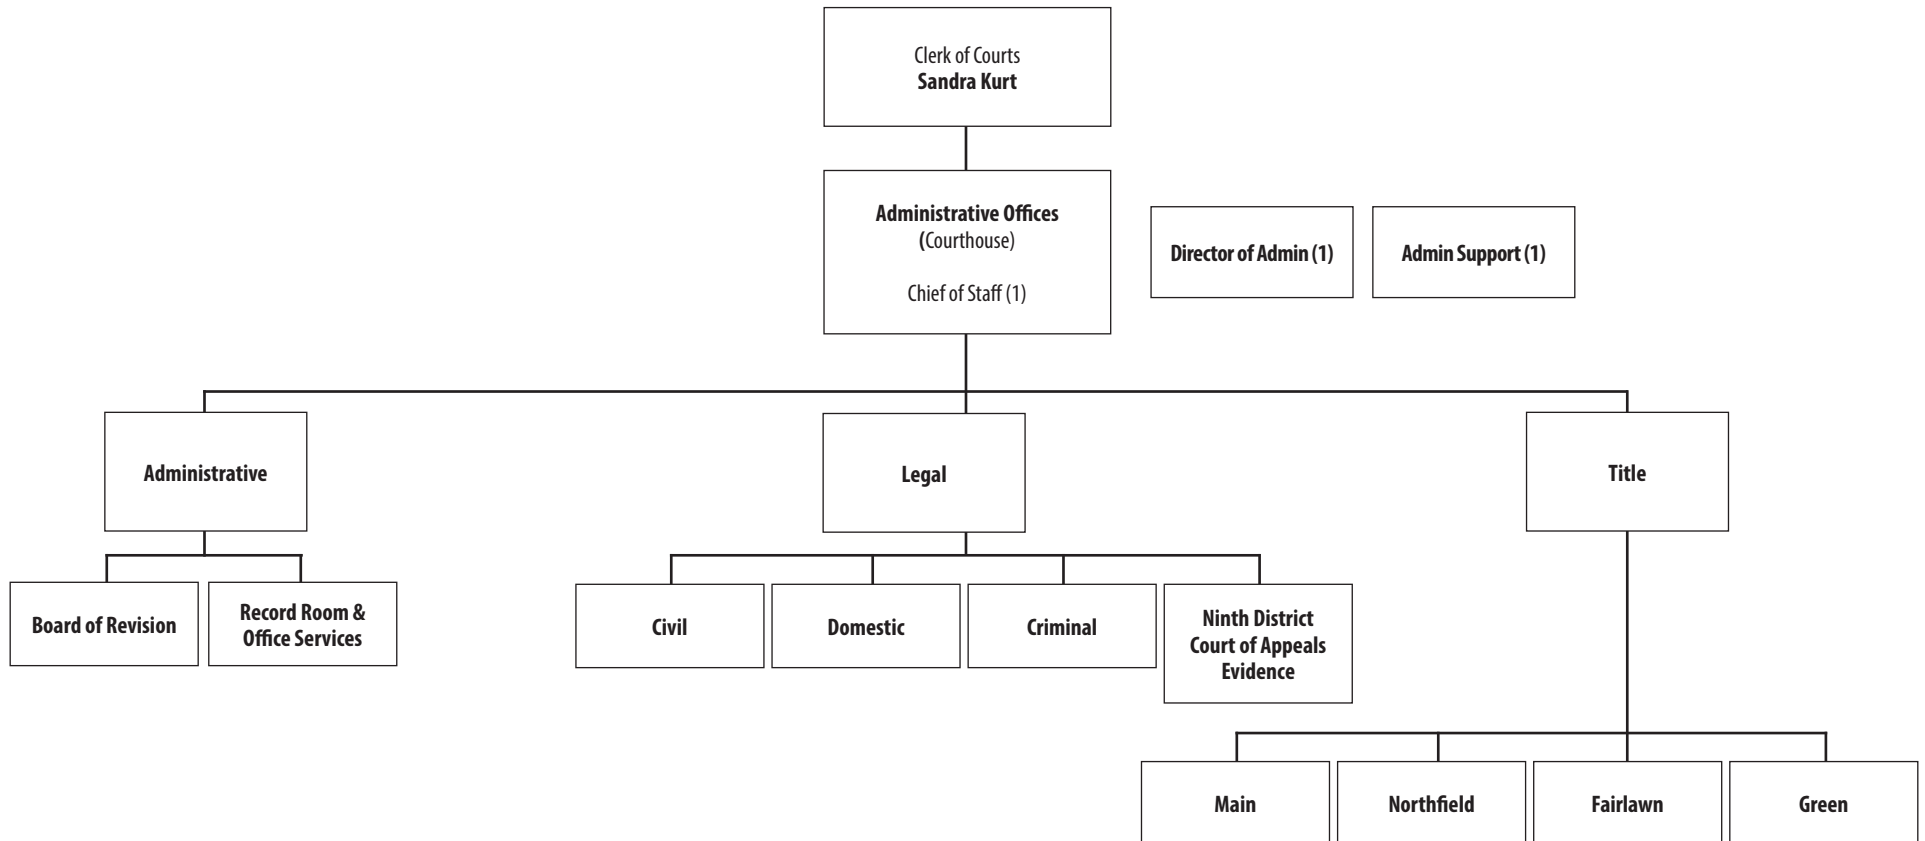 Clerk of Courts
Sandra Kurt
Administrative Offices
(Courthouse)
Chief of Staff (1)
Director of Admin (1)
Admin Support (1)
Administrative
Legal
Title
Board of Revision
Record Room &
Office Services
Civil
Domestic
Criminal
Ninth District
Court of Appeals
Evidence
Main
Northfield
Fairlawn
Green